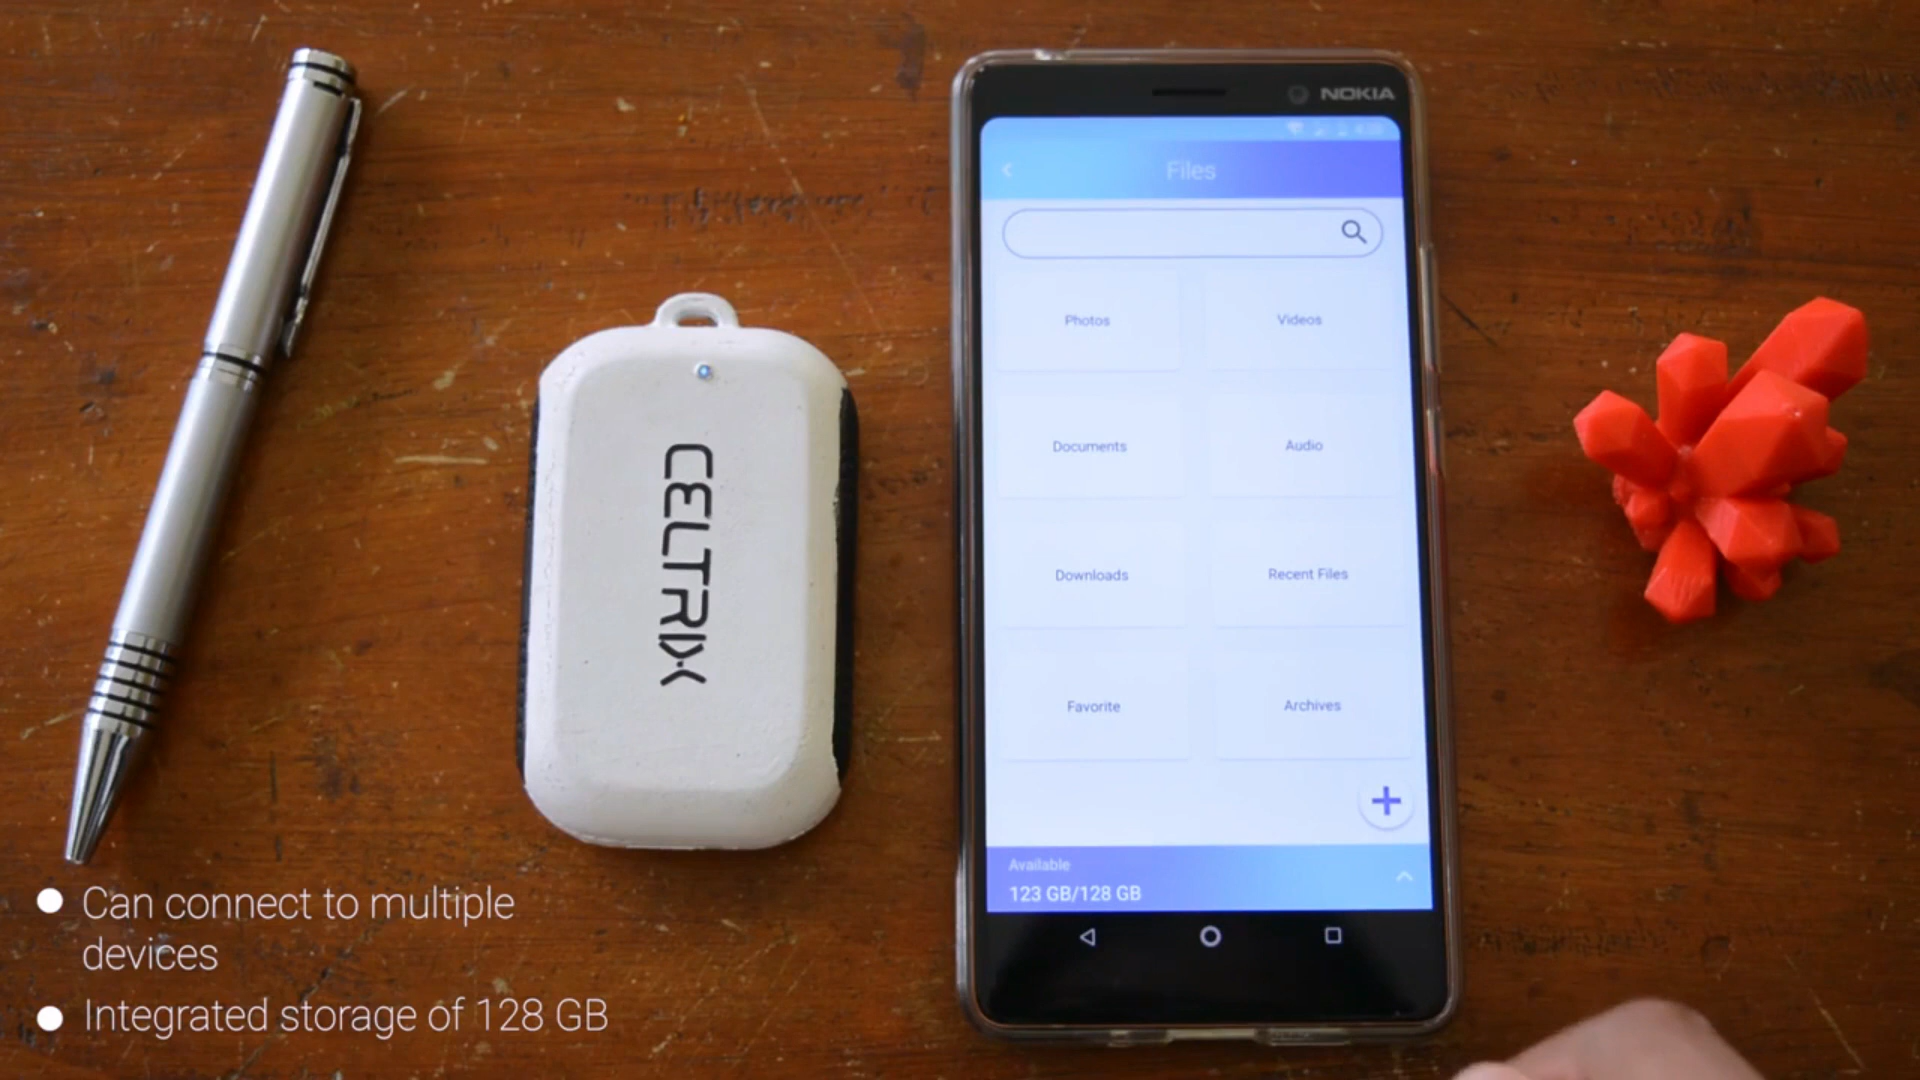 NOKIA
Files
Photos
Videos
Documents
Audio
Downloads
Recent Files
Favorite
Archives
Available
123 GB/128 GB
CELTRIX
Can connect to multiple
devices
Integrated storage of 128 GB